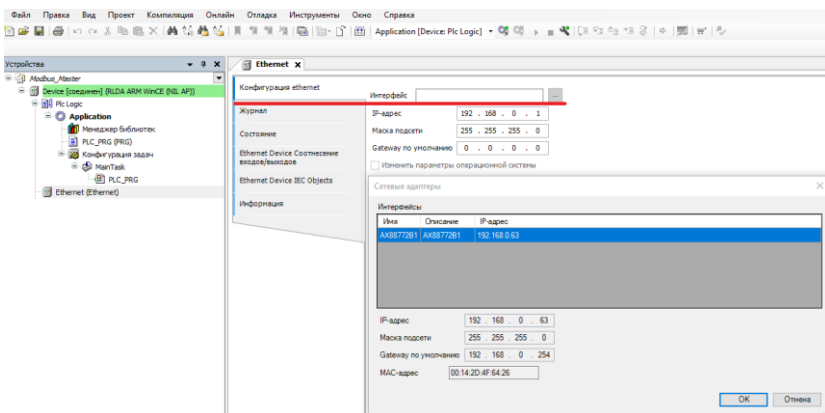 Файл Правка Вид Проект Компиляция Онлайн Отладка Инструменты Окно Справка
Application [Device: Plc Logic]
Устройства
Ethernet
Modbus_Master
Device [соединен] (RLDA ARM WinCE (NIL AP))
Plc Logic
Application
Менеджер библиотек
PLC_PRG (PRG)
Конфигурация задач
MainTask
PLC_PRG
Ethernet (Ethernet)
Конфигурация ethernet
Журнал
Состояние
Ethernet Device Соотнесение входов/выходов
Ethernet Device IEC Objects
Информация
Интерфейс ...
IP-адрес 192 . 168 . 0 . 1
Маска подсети 255 . 255 . 255 . 0
Gateway по умолчанию 0 . 0 . 0 . 0
Изменить параметры операционной системы
Сетевые адаптеры
Интерфейсы
Имя Описание IP-адрес
AX88772B1 AX88772B1 192.168.0.63
IP-адрес 192 . 168 . 0 . 63
Маска подсети 255 . 255 . 255 . 0
Gateway по умолчанию 192 . 168 . 0 . 254
MAC-адрес 00:14:2D:4F:64:26
OK Отмена